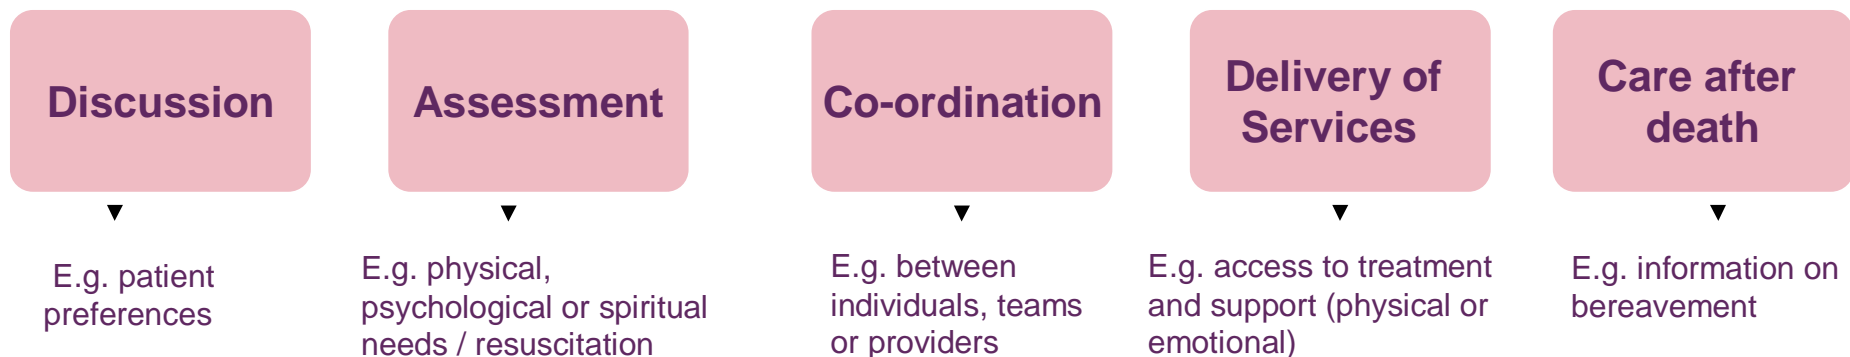 Discussion
Assessment
Co-ordination
Delivery of
Services
Care after
death
E.g. patient
preferences
E.g. physical,
psychological or spiritual
needs / resuscitation
E.g. between
individuals, teams
or providers
E.g. access to treatment
and support (physical or
emotional)
E.g. information on
bereavement